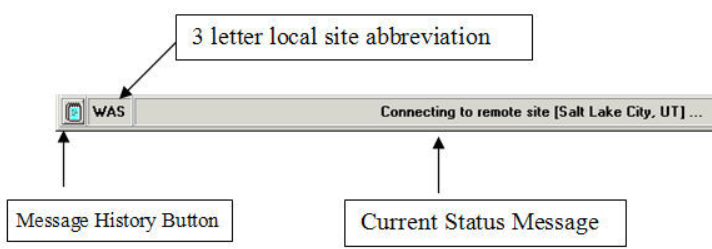 3 letter local site abbreviation
WAS Connecting to remote site [Salt Lake City, UT] ...
Message History Button
Current Status Message